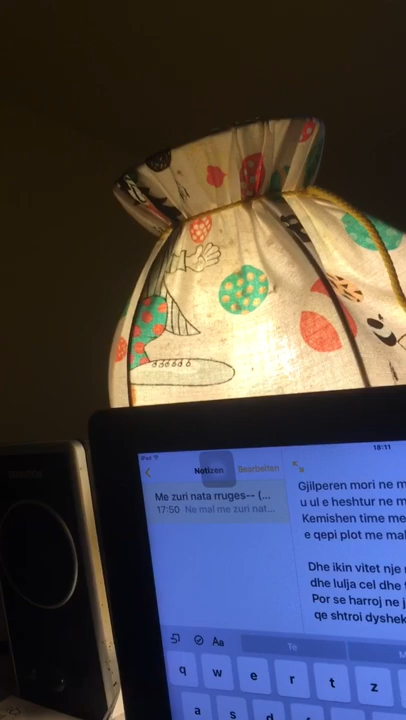 iPad
18:11
Notizen
Bearbeiten
Me zuri nata rruges-- (...
17:50 Ne mal me zuri nat...
Gjilperen mori ne m
u ul e heshtur ne m
Kemishen time me
e qepi plot me mal
Dhe ikin vitet nje
dhe lulja cel dhe
Por se harroj ne j
qe shtroi dyshek
Aa
Te
q w e r t z
a s d